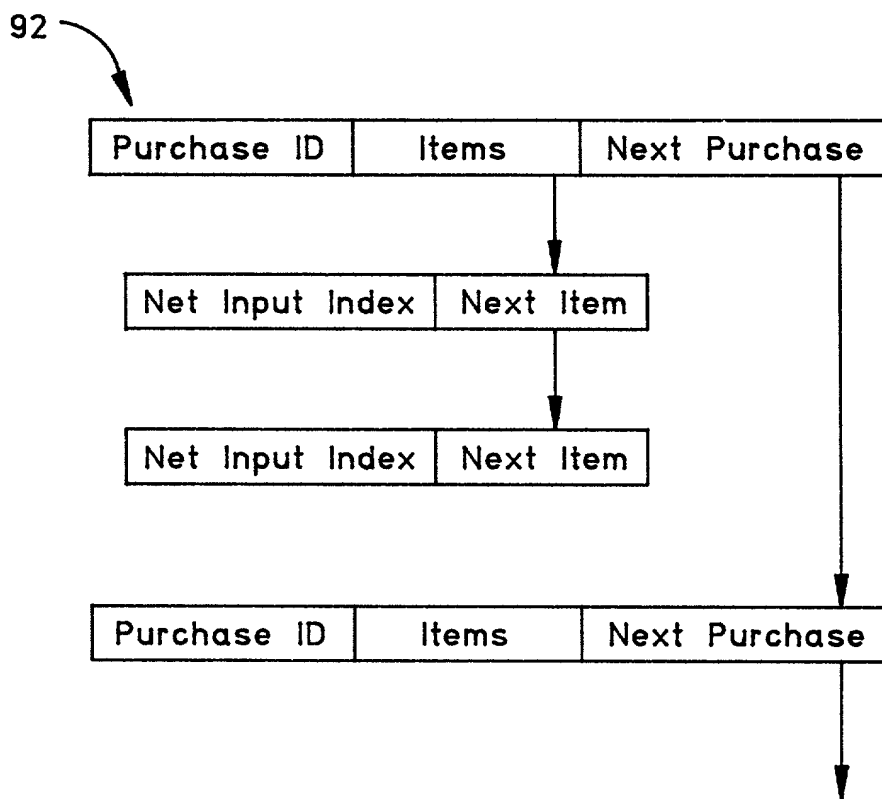 92
Purchase ID Items Next Purchase
Net Input Index Next Item
Net Input Index Next Item
Purchase ID Items Next Purchase